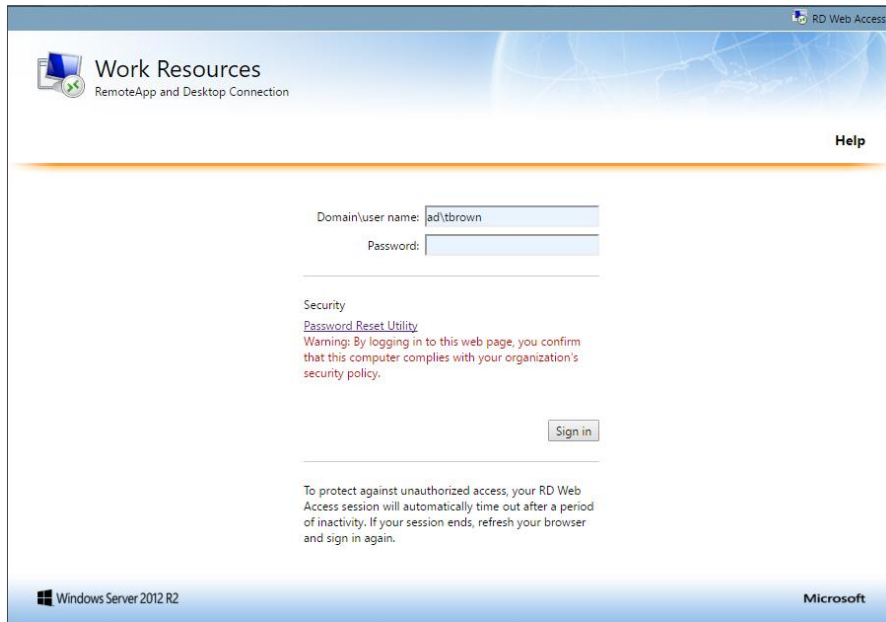 RD Web Access
Work Resources
RemoteApp and Desktop Connection
Help
Domain\user name: ad\tbrown
Password:
Security
Password Reset Utility
Warning: By logging in to this web page, you confirm
that this computer complies with your organization's
security policy.
Sign in
To protect against unauthorized access, your RD Web
Access session will automatically time out after a period
of inactivity. If your session ends, refresh your browser
and sign in again.
Windows Server 2012 R2
Microsoft